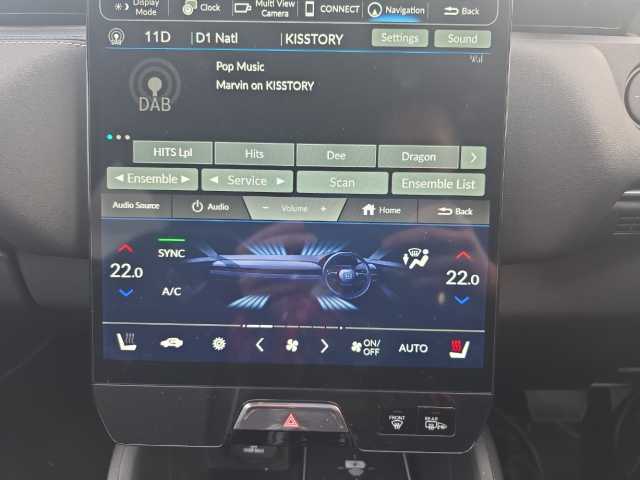 Display Mode
Clock
Multi View Camera
CONNECT
Navigation
Back
11D
D1 Natl
KISSTORY
Settings
Sound
Pop Music
Marvin on KISSTORY
DAB
HITS Lpl
Hits
Dee
Dragon
Ensemble
Service
Scan
Ensemble List
Audio Source
Audio
− Volume +
Home
Back
SYNC
22.0
22.0
A/C
ON/OFF
AUTO
FRONT
REAR